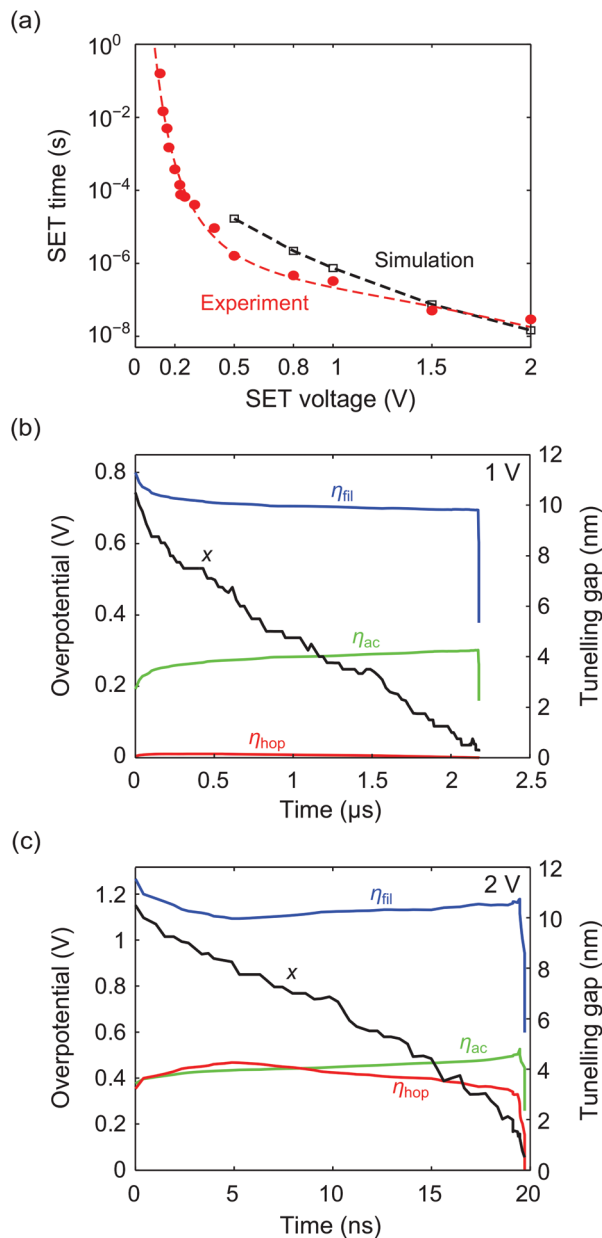 (a)
10⁰
10⁻²
10⁻⁴
10⁻⁶
10⁻⁸
SET time (s)
Simulation
Experiment
0 0.2 0.5 0.8 1 1.5 2
SET voltage (V)
(b)
1 V
0.8
0.6
0.4
0.2
0
Overpotential (V)
12
10
8
6
4
2
0
Tunelling gap (nm)
ηfil
x
ηac
ηhop
0 0.5 1 1.5 2 2.5
Time (µs)
(c)
2 V
1.2
1
0.8
0.6
0.4
0.2
0
Overpotential (V)
12
10
8
6
4
2
0
Tunelling gap (nm)
ηfil
x
ηac
ηhop
0 5 10 15 20
Time (ns)